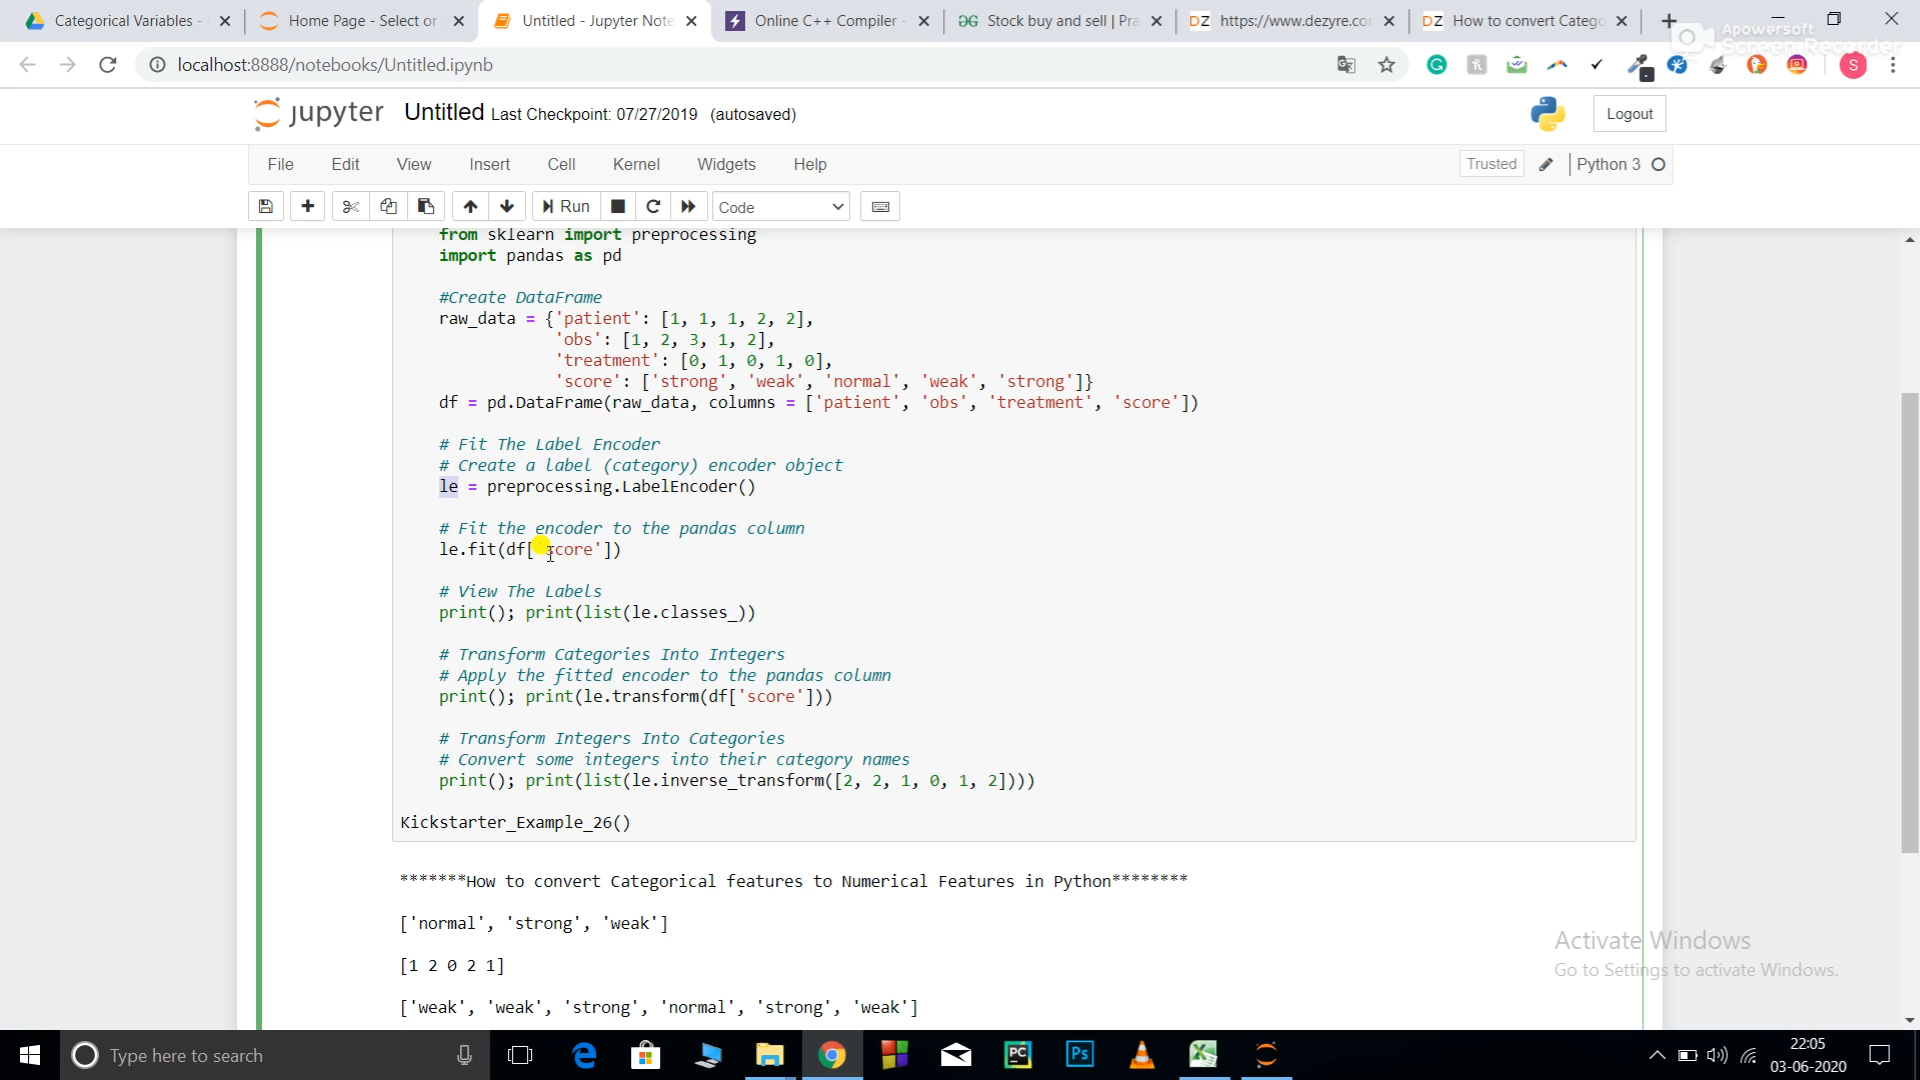 Categorical Variables -
Home Page - Select or
Untitled - Jupyter Note
Online C++ Compiler -
Stock buy and sell | Pra
DZ https://www.dezyre.co
DZ How to convert Catego
Apowersoft
Screen Recorder
localhost:8888/notebooks/Untitled.ipynb
S
jupyter Untitled Last Checkpoint: 07/27/2019 (autosaved)
Logout
File Edit View Insert Cell Kernel Widgets Help
Trusted Python 3
Run Code
from sklearn import preprocessing
import pandas as pd
#Create DataFrame
raw_data = {'patient': [1, 1, 1, 2, 2],
'obs': [1, 2, 3, 1, 2],
'treatment': [0, 1, 0, 1, 0],
'score': ['strong', 'weak', 'normal', 'weak', 'strong']}
df = pd.DataFrame(raw_data, columns = ['patient', 'obs', 'treatment', 'score'])
# Fit The Label Encoder
# Create a label (category) encoder object
le = preprocessing.LabelEncoder()
# Fit the encoder to the pandas column
le.fit(df['score'])
# View The Labels
print(); print(list(le.classes_))
# Transform Categories Into Integers
# Apply the fitted encoder to the pandas column
print(); print(le.transform(df['score']))
# Transform Integers Into Categories
# Convert some integers into their category names
print(); print(list(le.inverse_transform([2, 2, 1, 0, 1, 2])))
Kickstarter_Example_26()
*******How to convert Categorical features to Numerical Features in Python********
['normal', 'strong', 'weak']
[1 2 0 2 1]
['weak', 'weak', 'strong', 'normal', 'strong', 'weak']
Activate Windows
Go to Settings to activate Windows.
Type here to search
PC
Ps
22:05
03-06-2020